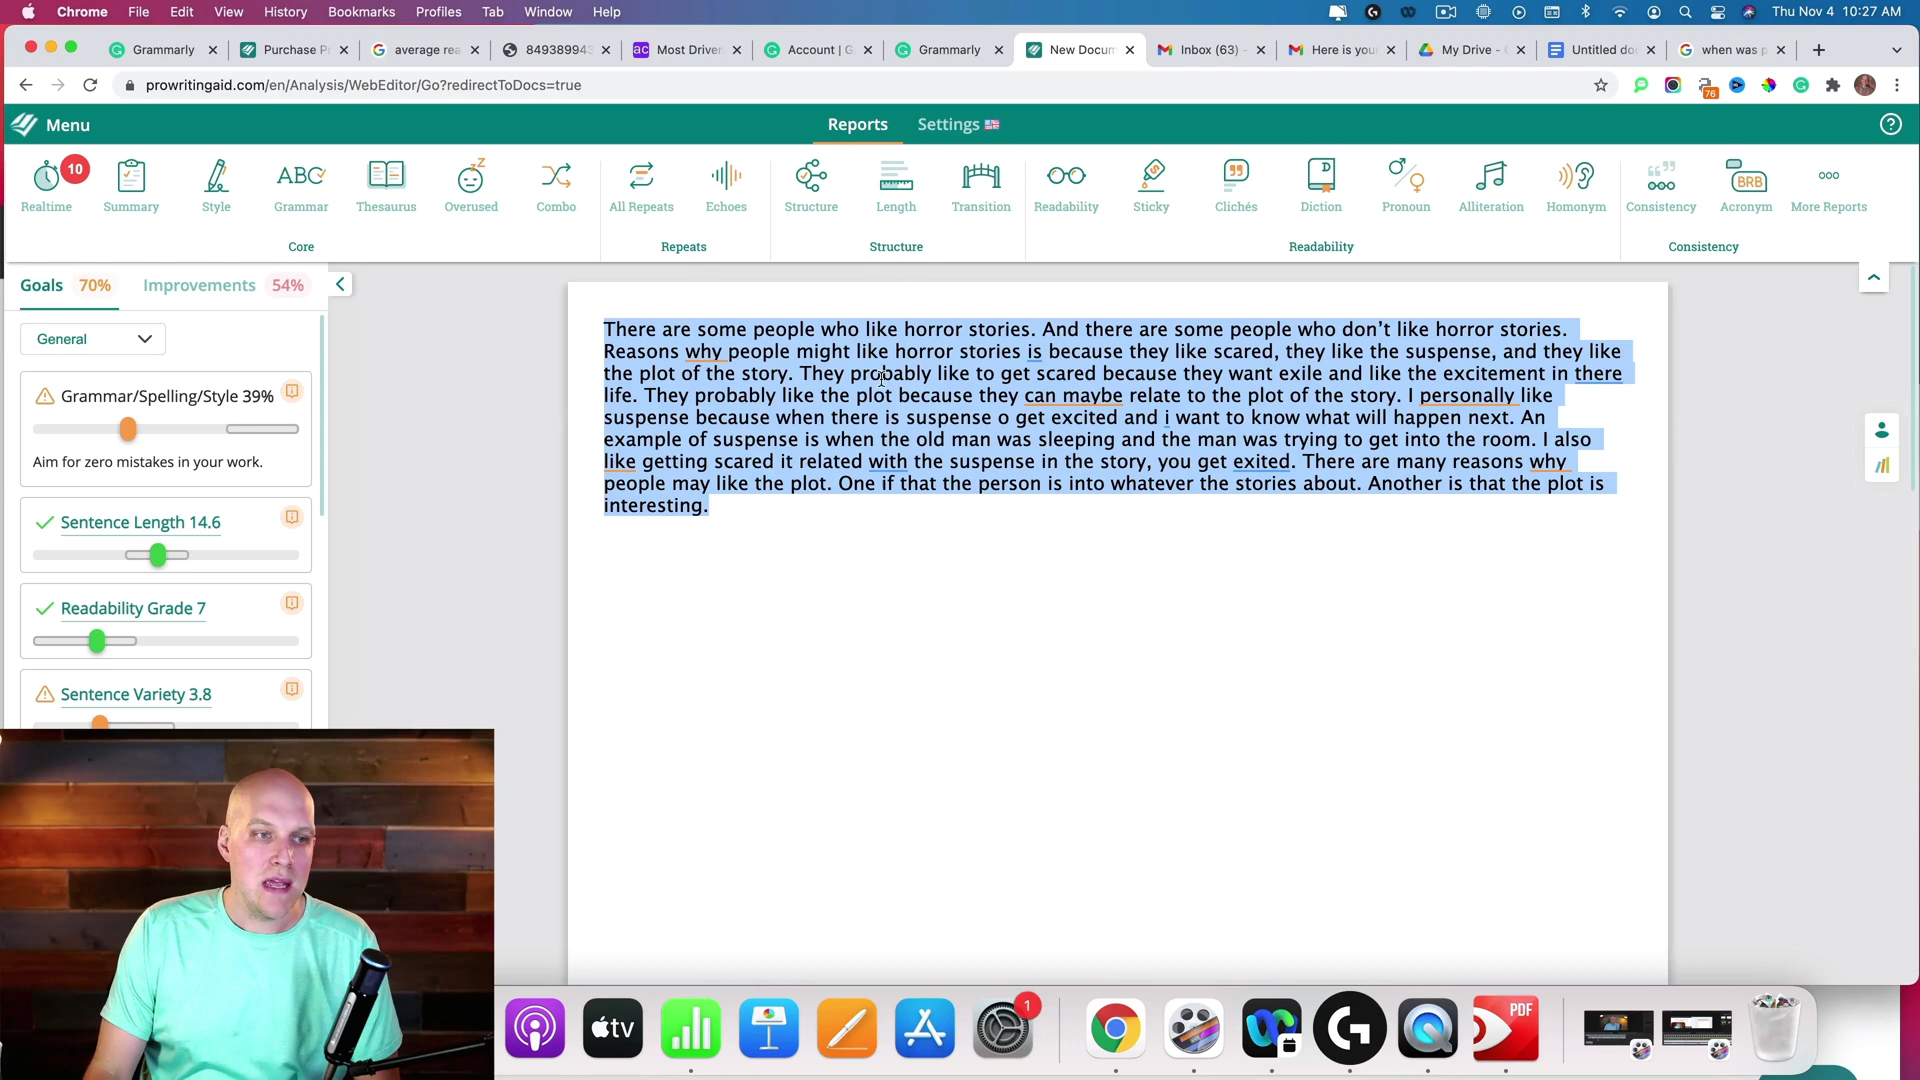 Chrome File Edit View History Bookmarks Profiles Tab Window Help Thu Nov 4 10:27 AM
Grammarly Purchase P average rea 849389943 Most Driver Account | G Grammarly New Docum Inbox (63) - Here is you My Drive - Untitled do when was p
prowritingaid.com/en/Analysis/WebEditor/Go?redirectToDocs=true 76
Menu Reports Settings
10 ABC D BRB
Realtime Summary Style Grammar Thesaurus Overused Combo All Repeats Echoes Structure Length Transition Readability Sticky Clichés Diction Pronoun Alliteration Homonym Consistency Acronym More Reports
Core Repeats Structure Readability Consistency
Goals 70% Improvements 54%
General
Grammar/Spelling/Style 39%
Aim for zero mistakes in your work.
Sentence Length 14.6
Readability Grade 7
Sentence Variety 3.8
There are some people who like horror stories. And there are some people who don’t like horror stories.
Reasons why people might like horror stories is because they like scared, they like the suspense, and they like
the plot of the story. They probably like to get scared because they want exile and like the excitement in there
life. They probably like the plot because they can maybe relate to the plot of the story. I personally like
suspense because when there is suspense o get excited and i want to know what will happen next. An
example of suspense is when the old man was sleeping and the man was trying to get into the room. I also
like getting scared it related with the suspense in the story, you get exited. There are many reasons why
people may like the plot. One if that the person is into whatever the stories about. Another is that the plot is
interesting.
tv 1 PDF